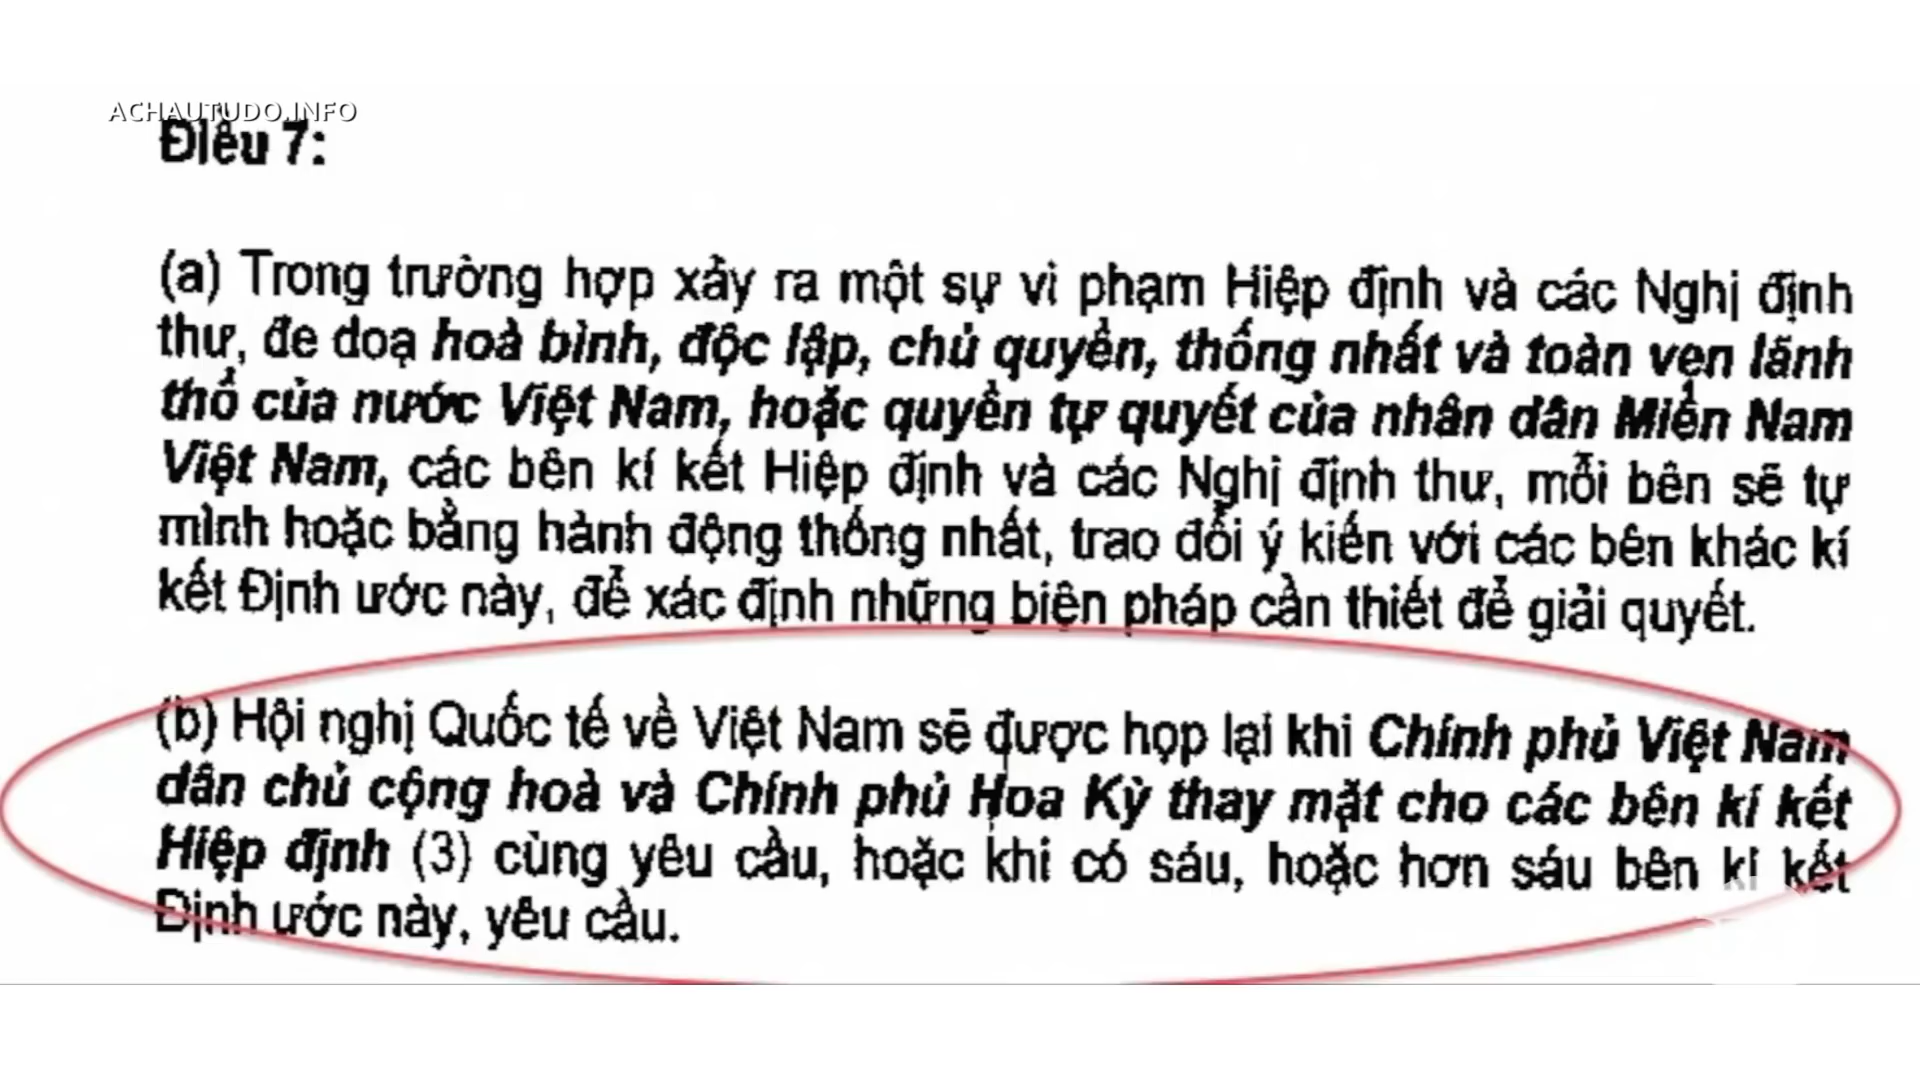 ACHAUTUDO.INFO
Điều 7:
(a) Trong trường hợp xảy ra một sự vi phạm Hiệp định và các Nghị định
thư, đe doạ hoà bình, độc lập, chủ quyền, thống nhất và toàn vẹn lãnh
thổ của nước Việt Nam, hoặc quyền tự quyết của nhân dân Miền Nam
Việt Nam, các bên kí kết Hiệp định và các Nghị định thư, mỗi bên sẽ tự
mình hoặc bằng hành động thống nhất, trao đổi ý kiến với các bên khác kí
kết Định ước này, để xác định những biện pháp cần thiết để giải quyết.
(b) Hội nghị Quốc tế về Việt Nam sẽ được họp lại khi Chính phủ Việt Nam
dân chủ cộng hoà và Chính phủ Hoa Kỳ thay mặt cho các bên kí kết
Hiệp định (3) cùng yêu cầu, hoặc khi có sáu, hoặc hơn sáu bên kí kết
Định ước này, yêu cầu.